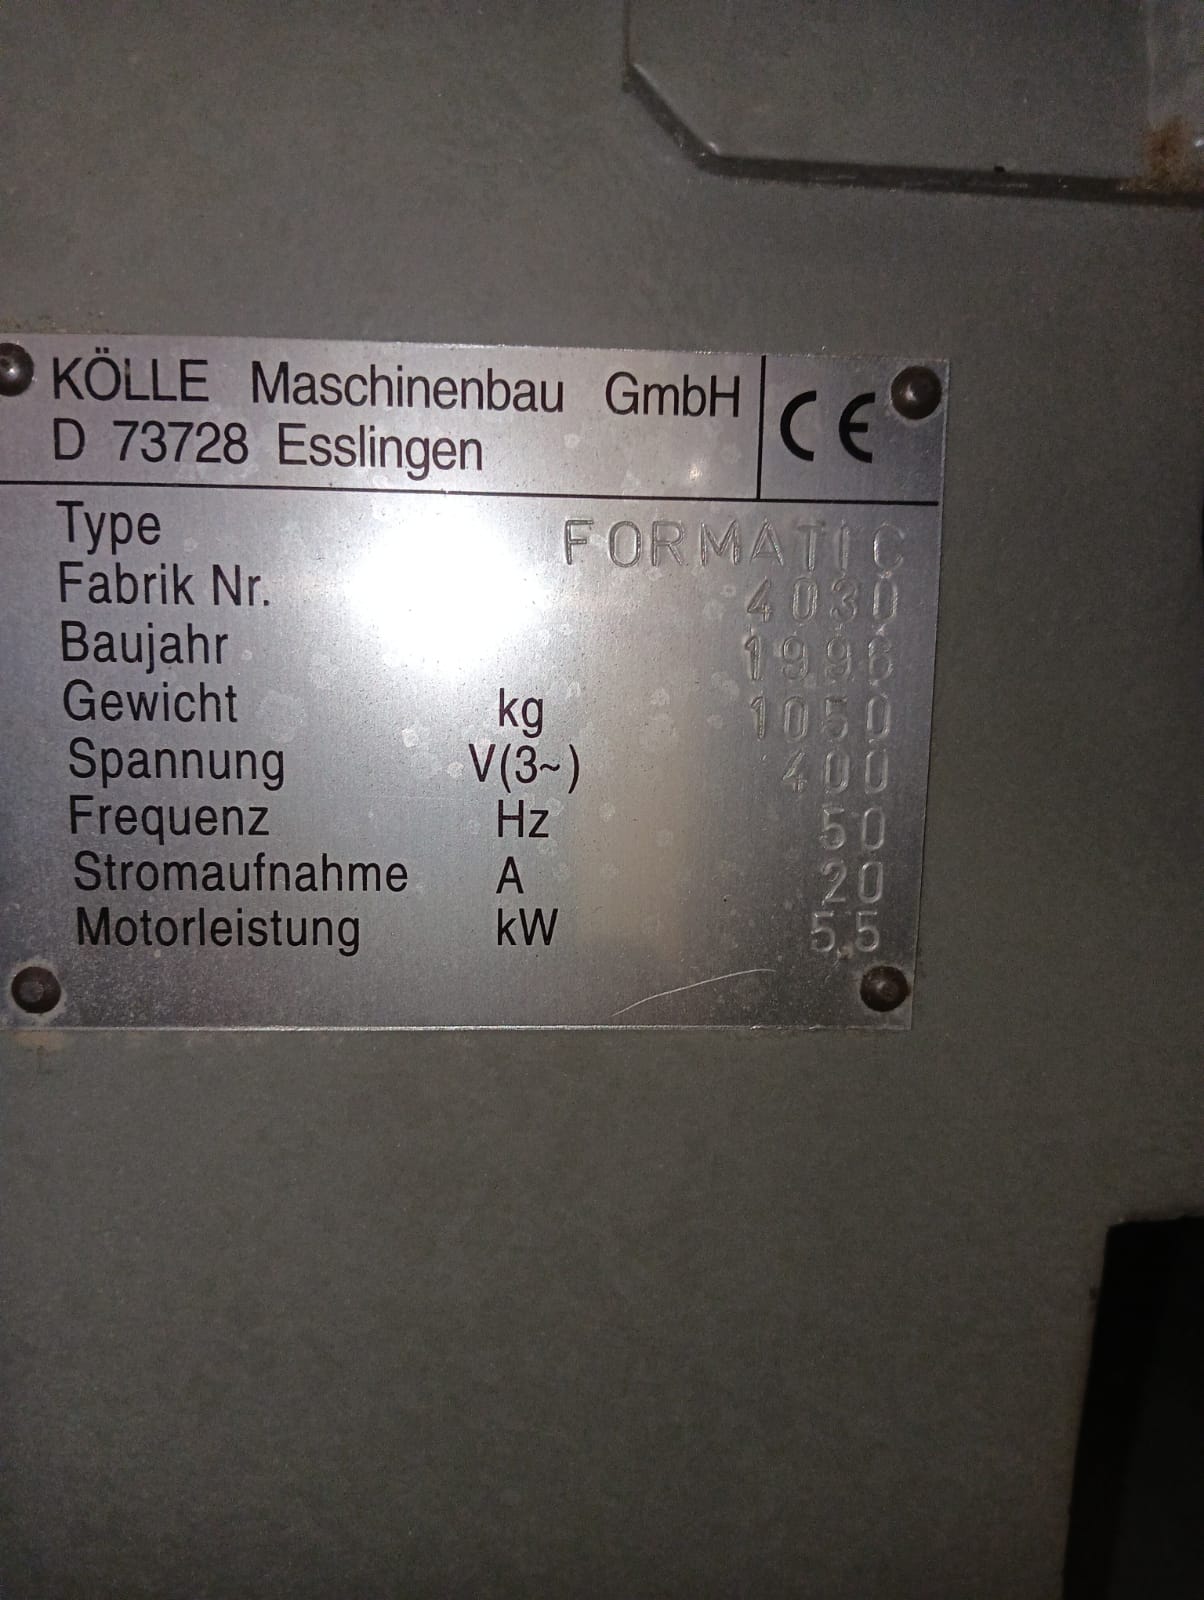 KÖLLE Maschinenbau GmbH CE
D 73728 Esslingen
Type FORMATIC
Fabrik Nr. 4030
Baujahr 1996
Gewicht kg 1050
Spannung V(3~) 400
Frequenz Hz 50
Stromaufnahme A 20
Motorleistung kW 5.5